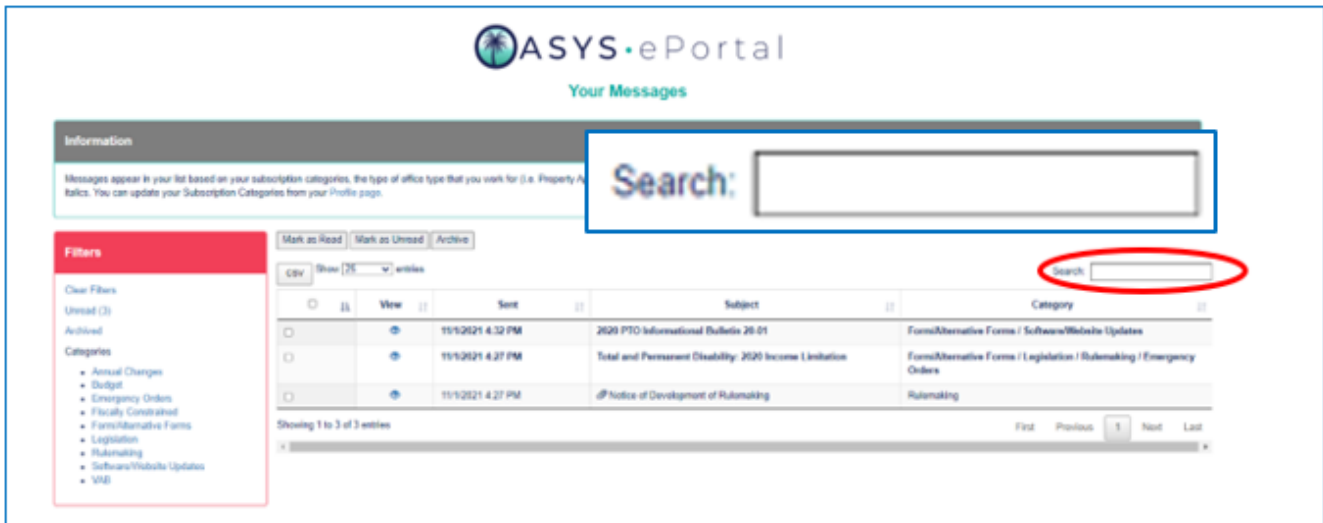 OASYS•ePortal
Your Messages
Information
Messages appear in your list based on your subscription categories, the type of office type that you work for (i.e. Property Ap
Italics. You can update your Subscription Categories from your Profile page.
Search:
Filters
Clear Filters
Unread (3)
Archived
Categories
Annual Changes
Budget
Emergency Orders
Fiscally Constrained
Form/Alternative Forms
Legislation
Rulemaking
Software/Website Updates
VAB
Mark as Read Mark as Unread Archive
CSV Show 25 entries
Search:
View Sent Subject Category
11/1/2021 4:32 PM 2020 PTO Informational Bulletin 20-01 Form/Alternative Forms / Software/Website Updates
11/1/2021 4:27 PM Total and Permanent Disability: 2020 Income Limitation Form/Alternative Forms / Legislation / Rulemaking / Emergency
Orders
11/1/2021 4:27 PM Notice of Development of Rulemaking Rulemaking
Showing 1 to 3 of 3 entries
First Previous 1 Next Last